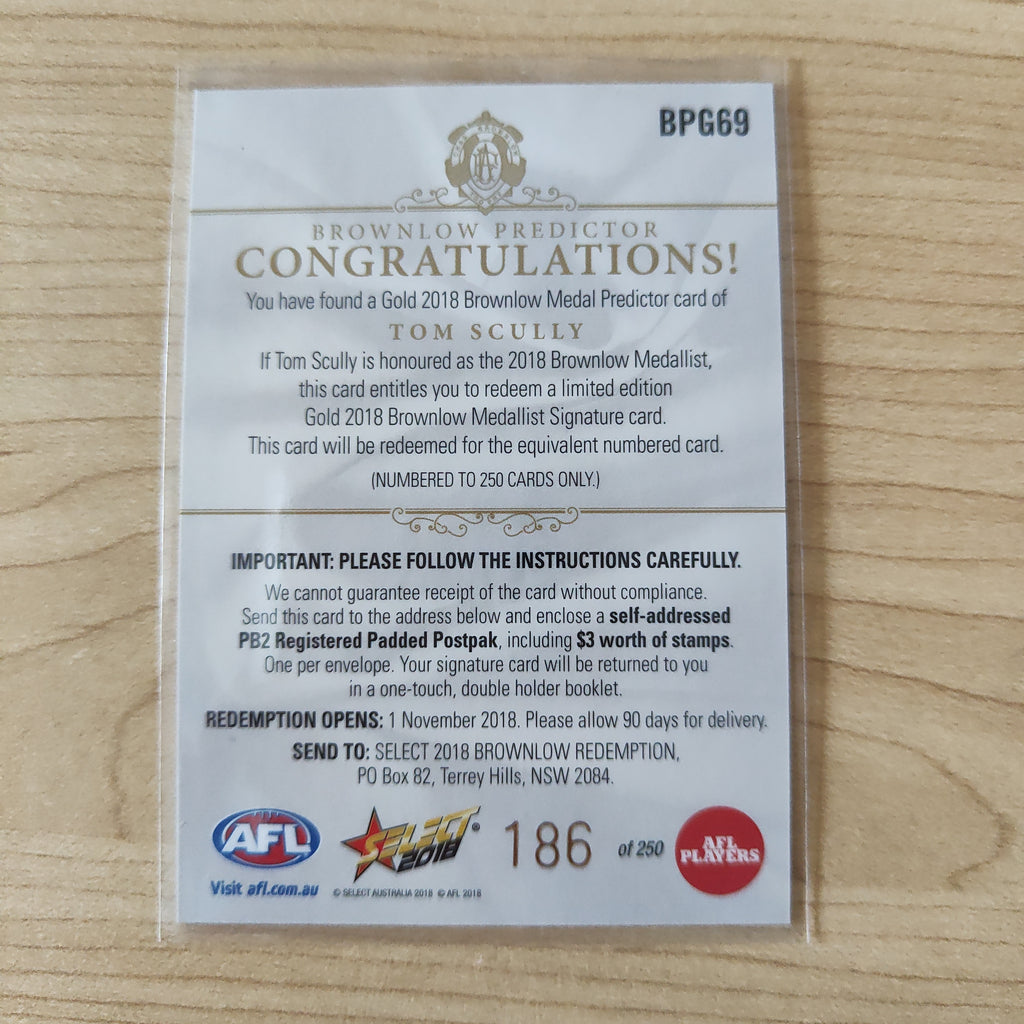 BPG69
BROWNLOW PREDICTOR
CONGRATULATIONS!
You have found a Gold 2018 Brownlow Medal Predictor card of
TOM SCULLY
If Tom Scully is honoured as the 2018 Brownlow Medallist,
this card entitles you to redeem a limited edition
Gold 2018 Brownlow Medallist Signature card.
This card will be redeemed for the equivalent numbered card.
(NUMBERED TO 250 CARDS ONLY.)
IMPORTANT: PLEASE FOLLOW THE INSTRUCTIONS CAREFULLY.
We cannot guarantee receipt of the card without compliance.
Send this card to the address below and enclose a self-addressed
PB2 Registered Padded Postpak, including $3 worth of stamps.
One per envelope. Your signature card will be returned to you
in a one-touch, double holder booklet.
REDEMPTION OPENS: 1 November 2018. Please allow 90 days for delivery.
SEND TO: SELECT 2018 BROWNLOW REDEMPTION,
PO Box 82, Terrey Hills, NSW 2084.
AFL
Visit afl.com.au
SELECT
2018
© SELECT AUSTRALIA 2018 © AFL 2018
186 of 250
AFL
PLAYERS